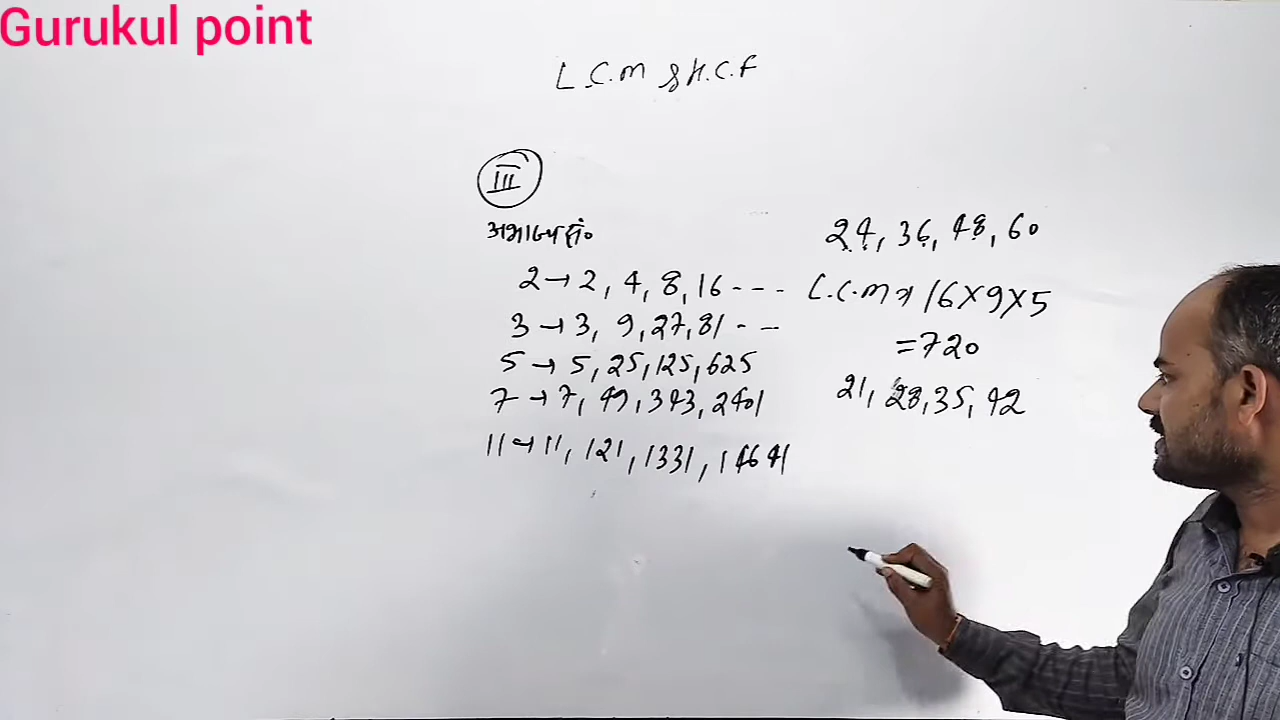 Gurukul point
L.C.M & H.C.F
III
अभाज्य सं०
2→2, 4, 8, 16----
3→3, 9, 27, 81---
5→5, 25, 125, 625
7→7, 49, 343, 2401
11→11, 121, 1331, 14641
24, 36, 48, 60
L.C.M→16×9×5
=720
21, 28, 35, 42